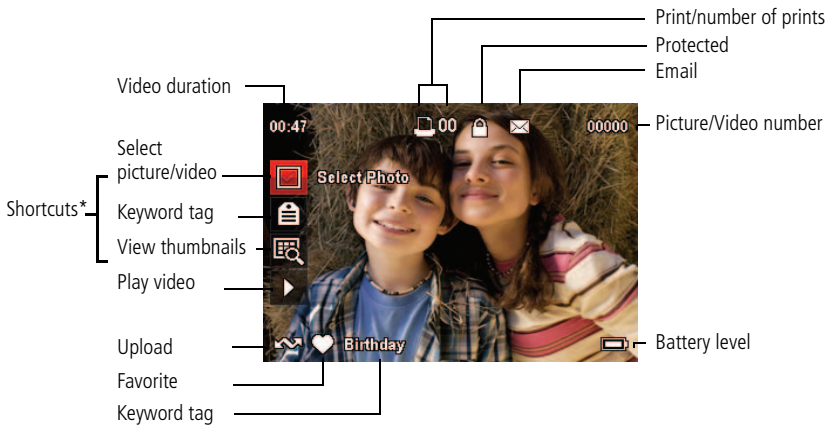 Print/number of prints
Protected
Email
Video duration
00:47
00
00000
Picture/Video number
Select
picture/video
Select Photo
Shortcuts*
Keyword tag
View thumbnails
Play video
Upload
Birthday
Battery level
Favorite
Keyword tag